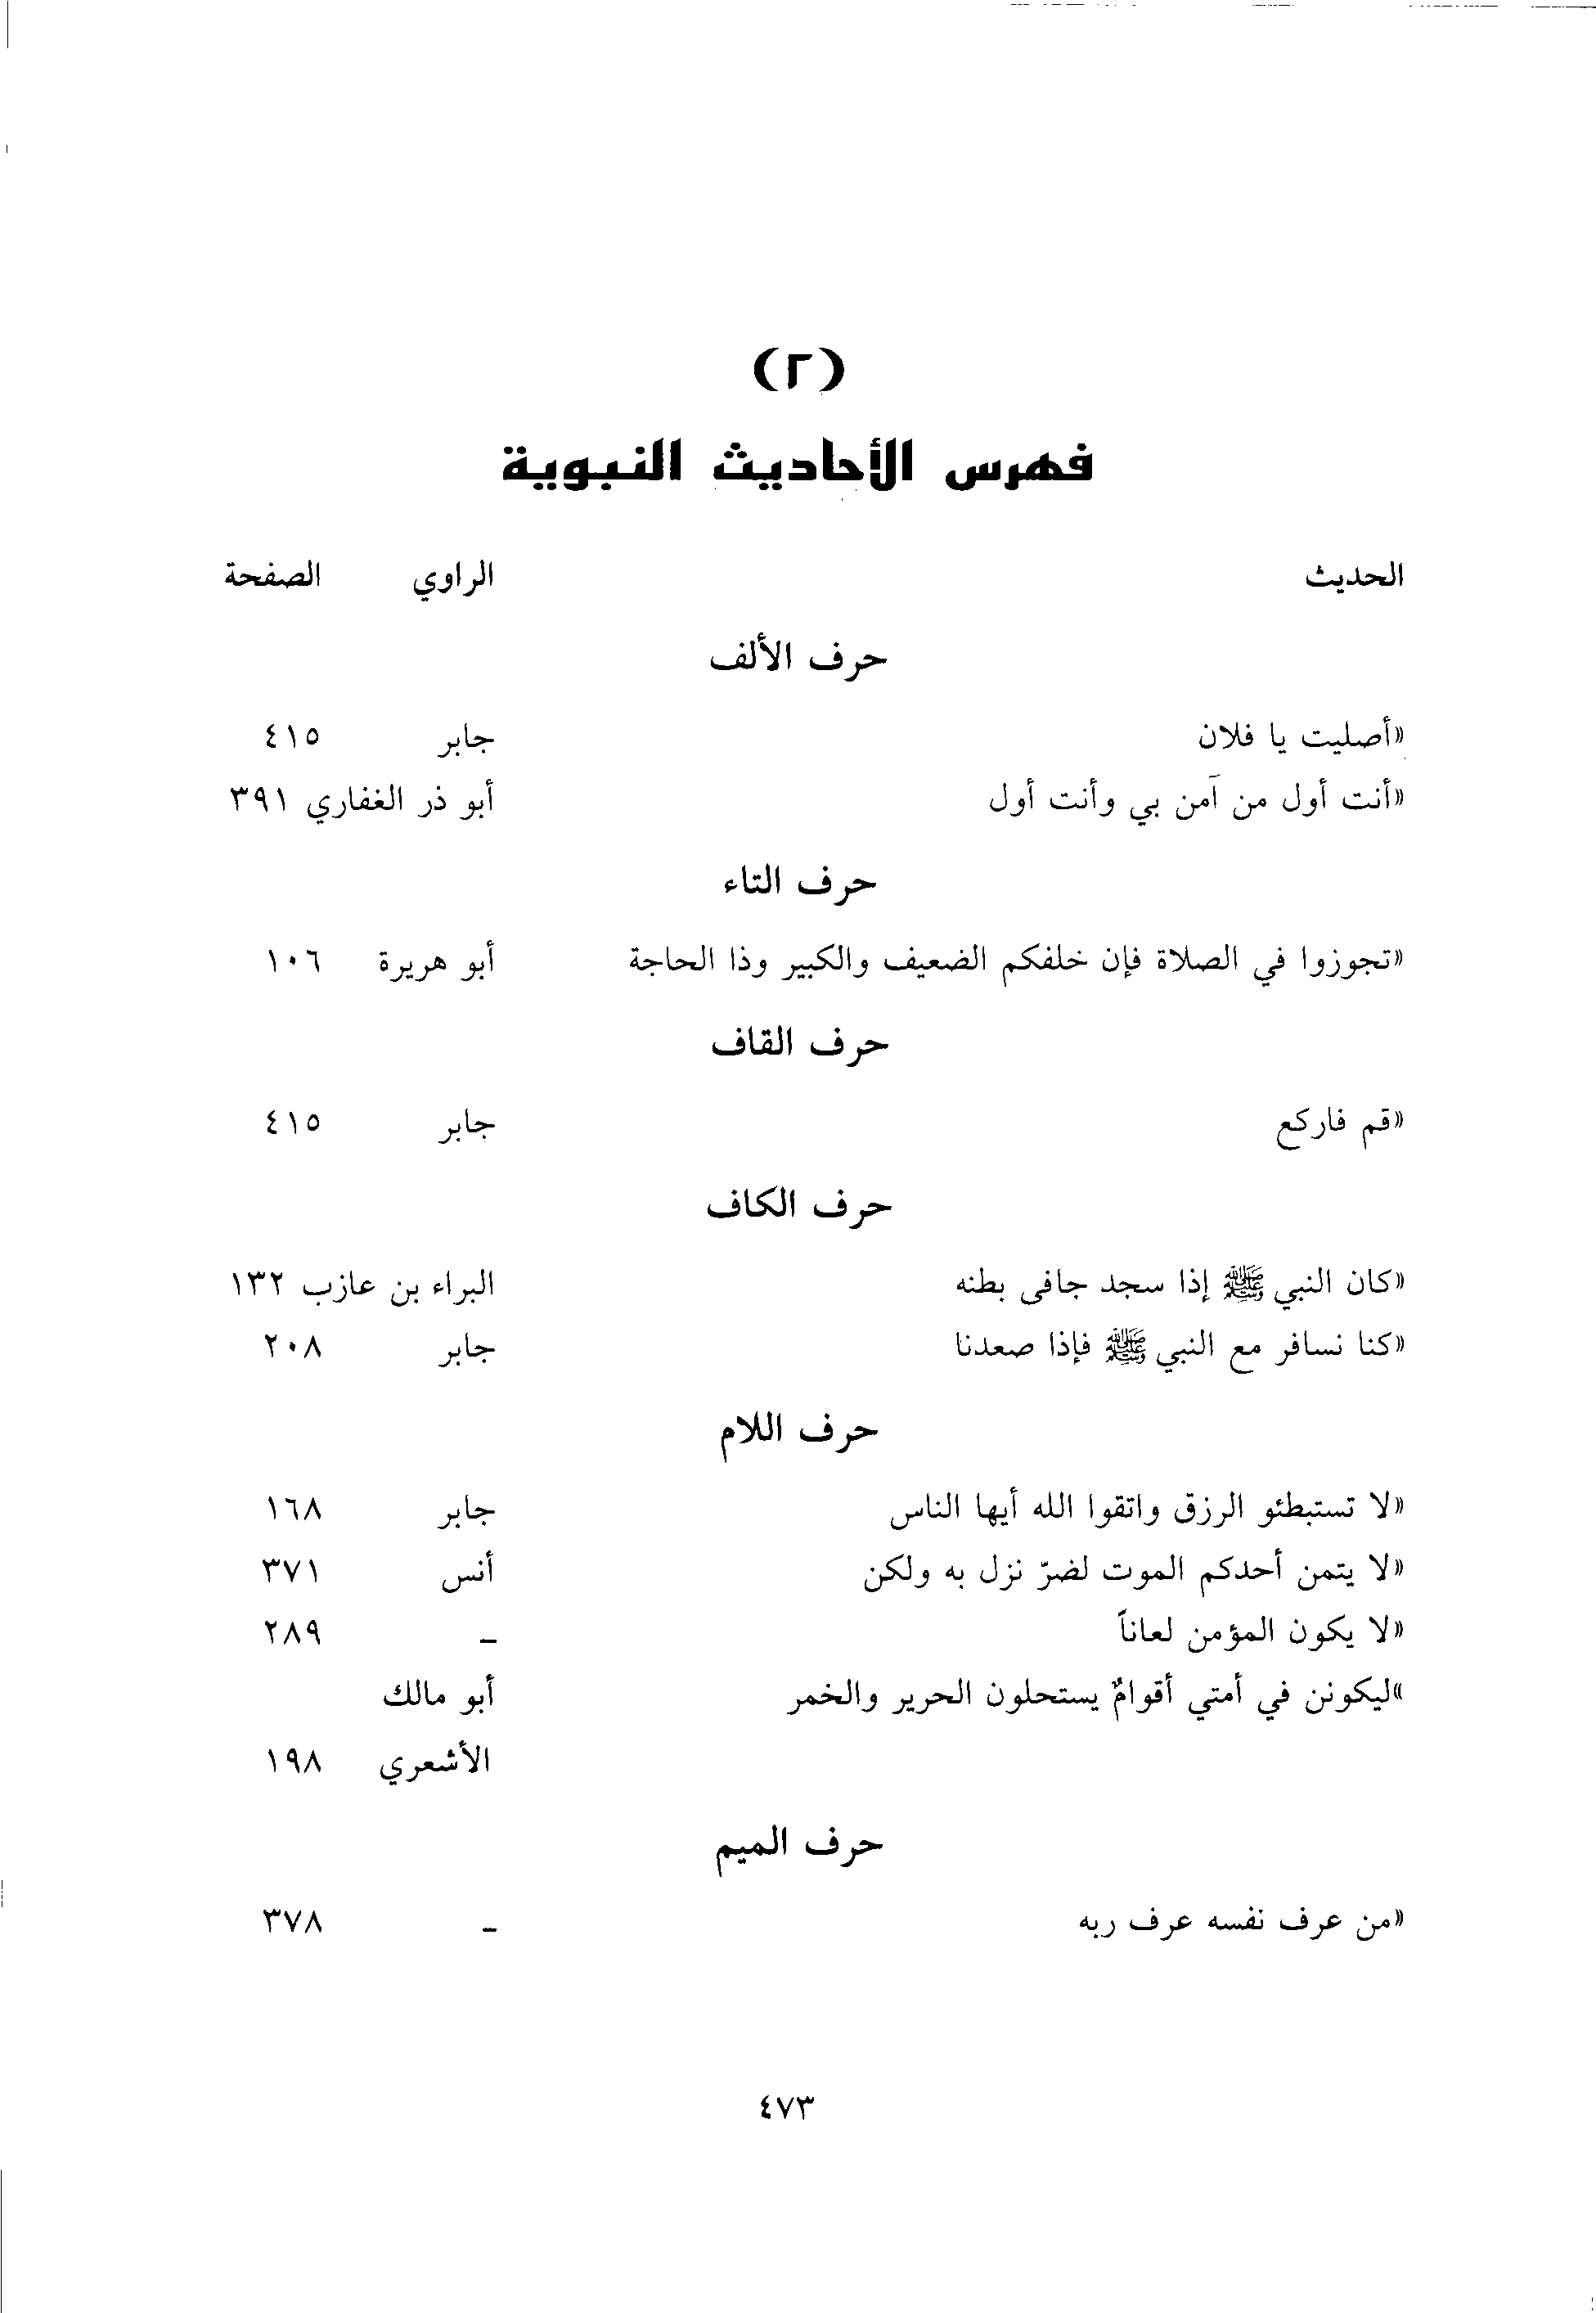 (٢)
فهرس الأحاديث النبوية
الحديث الراوي الصفحة
حرف الألف
«أصليت يا فلان جابر ٤١٥
«أنت أول من آمن بي وأنت أول أبو ذر الغفاري ٣٩١
حرف التاء
«تجوزوا في الصلاة فإن خلفكم الضعيف والكبير وذا الحاجة أبو هريرة ١٠٦
حرف القاف
«قم فاركع جابر ٤١٥
حرف الكاف
«كان النبي ﷺ إذا سجد جافى بطنه البراء بن عازب ١٣٢
«كنا نسافر مع النبي ﷺ فإذا صعدنا جابر ٢٠٨
حرف اللام
«لا تستبطئو الرزق واتقوا الله أيها الناس جابر ١٦٨
«لا يتمن أحدكم الموت لضرّ نزل به ولكن أنس ٣٧١
«لا يكون المؤمن لعاناً – ٢٨٩
»ليكونن في أمتي أقوامٌ يستحلون الحرير والخمر أبو مالك
الأشعري ١٩٨
حرف الميم
«من عرف نفسه عرف ربه – ٣٧٨
٤٧٣